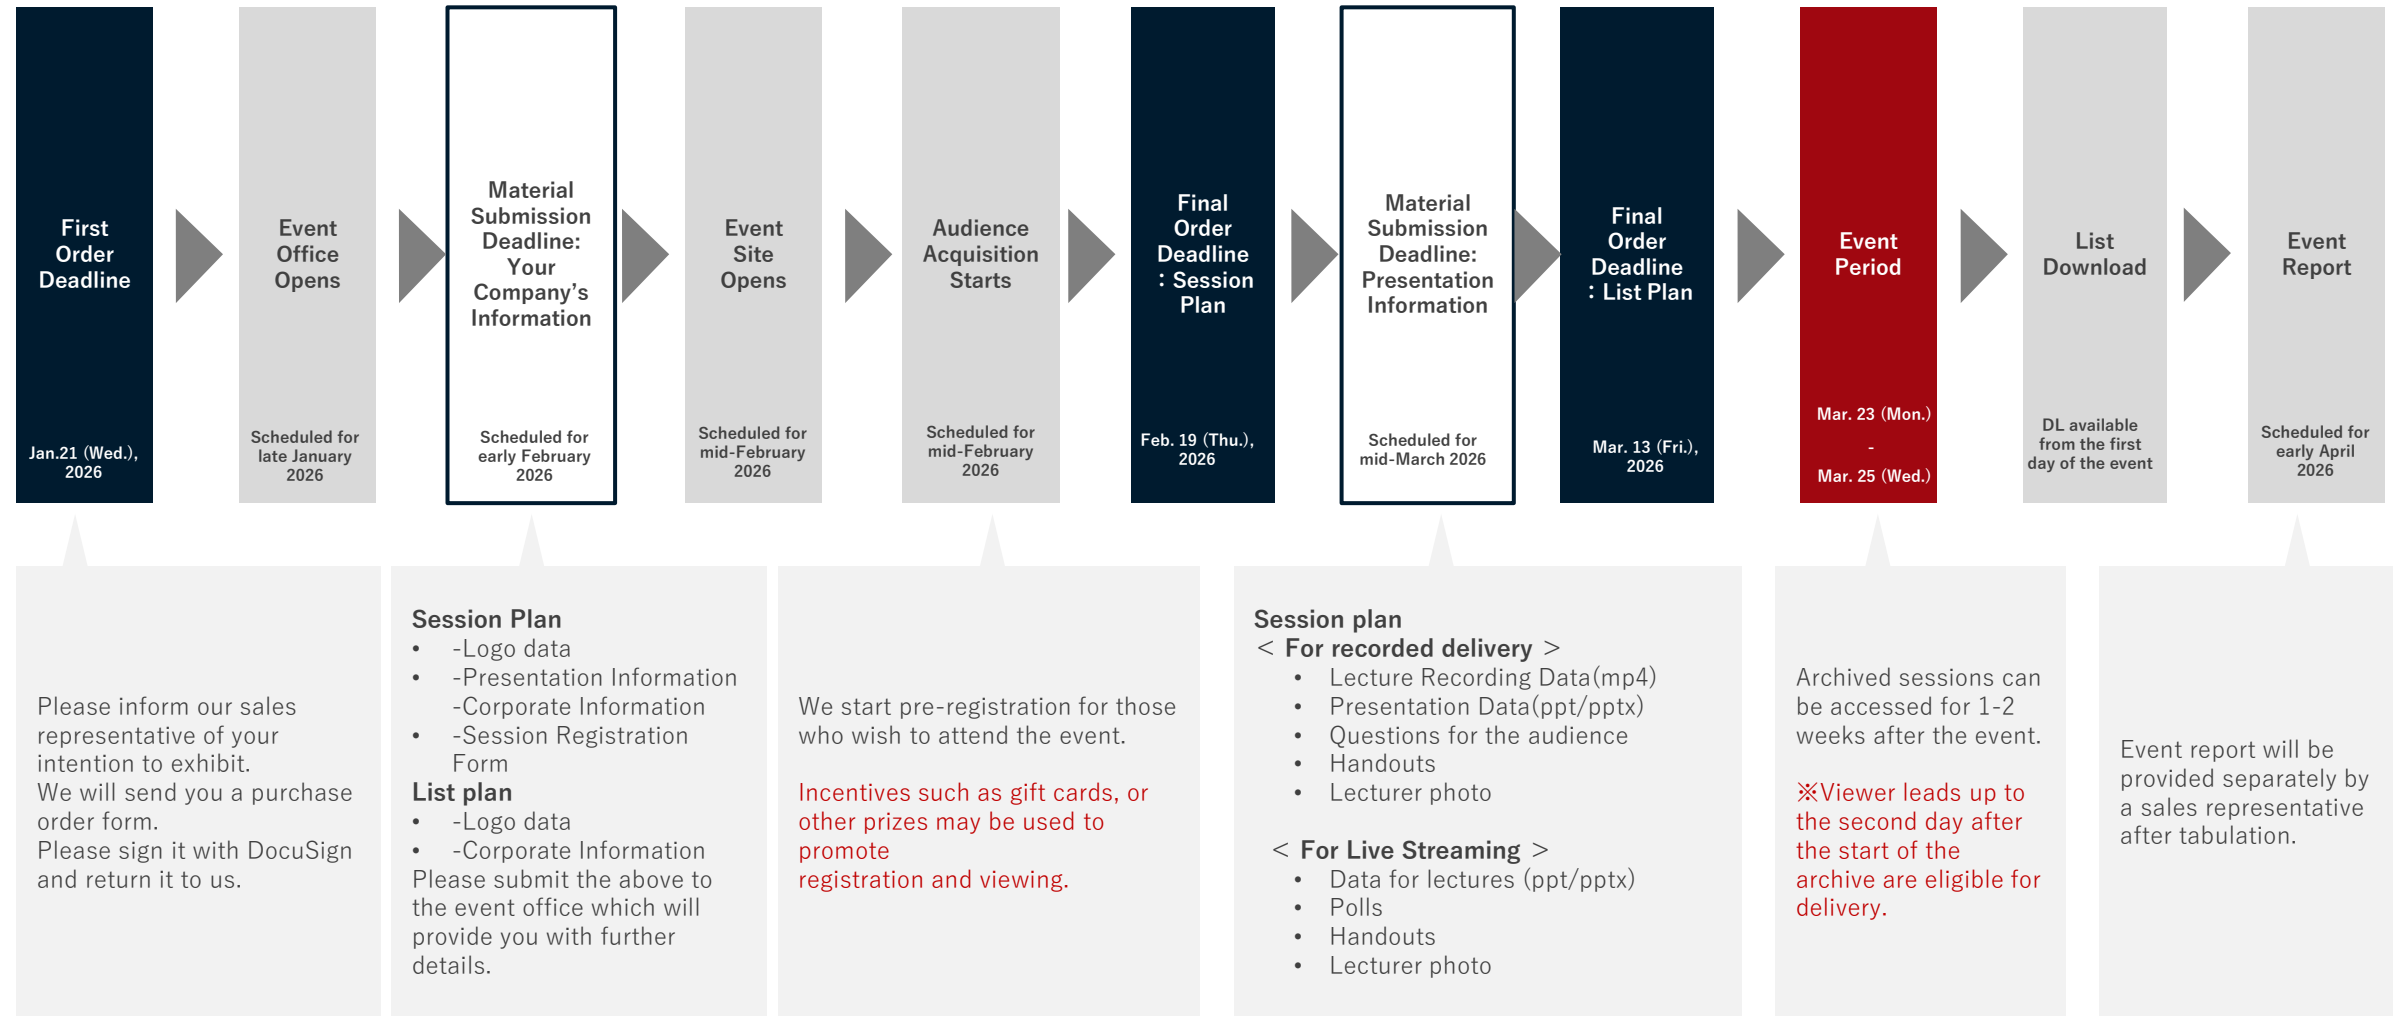 First
Order
Deadline
Jan.21 (Wed.),
2026
Event
Office
Opens
Scheduled for
late January
2026
Material
Submission
Deadline:
Your
Company’s
Information
Scheduled for
early February
2026
Event
Site
Opens
Scheduled for
mid-February
2026
Audience
Acquisition
Starts
Scheduled for
mid-February
2026
Final
Order
Deadline
：Session
Plan
Feb. 19 (Thu.),
2026
Material
Submission
Deadline:
Presentation
Information
Scheduled for
mid-March 2026
Final
Order
Deadline
：List Plan
Mar. 13 (Fri.),
2026
Event
Period
Mar. 23 (Mon.)
-
Mar. 25 (Wed.)
List
Download
DL available
from the first
day of the event
Event
Report
Scheduled for
early April
2026
Please inform our sales
representative of your
intention to exhibit.
We will send you a purchase
order form.
Please sign it with DocuSign
and return it to us.
Session Plan
• -Logo data
• -Presentation Information
-Corporate Information
• -Session Registration
Form
List plan
• -Logo data
• -Corporate Information
Please submit the above to
the event office which will
provide you with further
details.
We start pre-registration for those
who wish to attend the event.
Incentives such as gift cards, or
other prizes may be used to
promote
registration and viewing.
Session plan
＜ For recorded delivery ＞
• Lecture Recording Data(mp4)
• Presentation Data(ppt/pptx)
• Questions for the audience
• Handouts
• Lecturer photo
＜ For Live Streaming ＞
• Data for lectures (ppt/pptx)
• Polls
• Handouts
• Lecturer photo
Archived sessions can
be accessed for 1-2
weeks after the event.
※Viewer leads up to
the second day after
the start of the
archive are eligible for
delivery.
Event report will be
provided separately by
a sales representative
after tabulation.